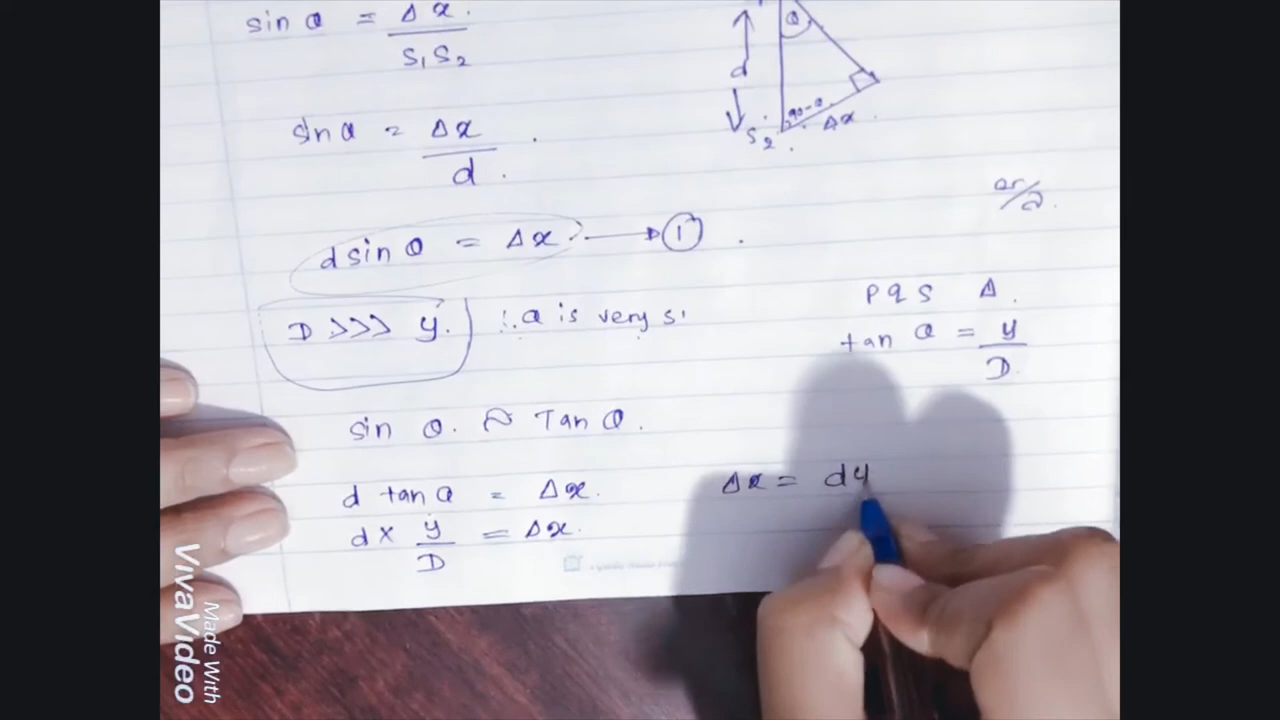 sin θ = Δx
S₁S₂
sin θ = Δx .
d .
d sin θ = Δx → ①
D >>> y. ∴ θ is very s
sin θ. ≈ Tan θ.
d tan θ = Δx.
d × y = Δx.
D
θ
d
90-θ
S₂ .
Δx
PQS Δ.
tan θ = y
D.
Δx = dy
Made With
VivaVideo